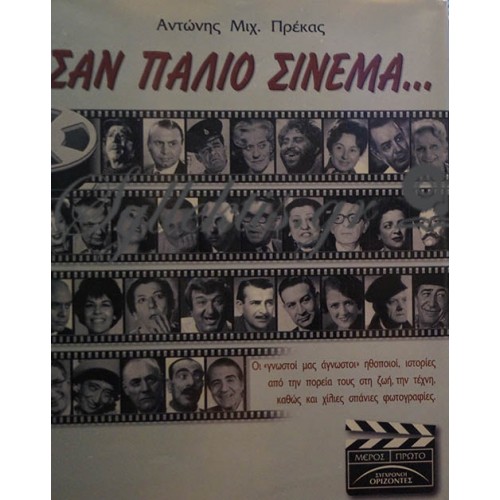 Αντώνης Μιχ. Πρέκας
ΣΑΝ ΠΑΛΙΟ ΣΙΝΕΜΑ...
Οι «γνωστοί μας άγνωστοι» ηθοποιοί, ιστορίες
από την πορεία τους στη ζωή, την τέχνη,
καθώς και χίλιες σπάνιες φωτογραφίες.
ΜΕΡΟΣ ΠΡΩΤΟ
ΣΥΓΧΡΟΝΟΙ
ΟΡΙΖΟΝΤΕΣ